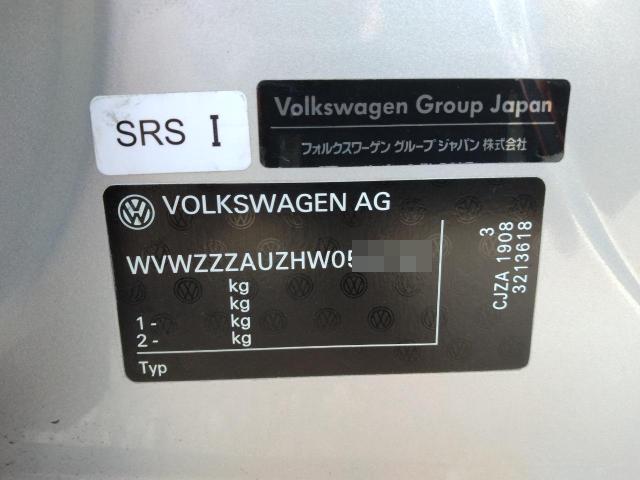 SRS I
Volkswagen Group Japan
フォルクスワーゲン グループ ジャパン 株式会社
VOLKSWAGEN AG
WVWZZZAUZHW05
kg
kg
1 - kg
2 - kg
Typ
3
CJZA 1908
3213618